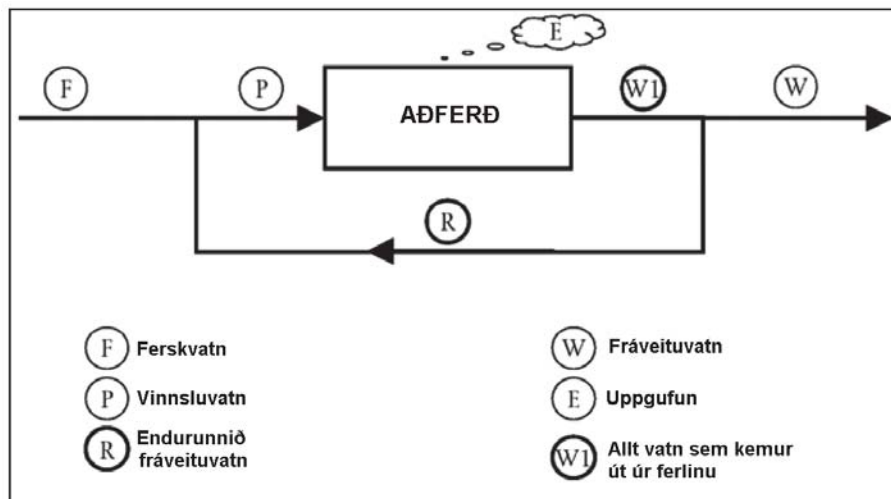 E
F
P
W1
W
AÐFERÐ
R
F Ferskvatn
P Vinnsluvatn
R Endurunnið
fráveituvatn
W Fráveituvatn
E Uppgufun
W1 Allt vatn sem kemur
út úr ferlinu